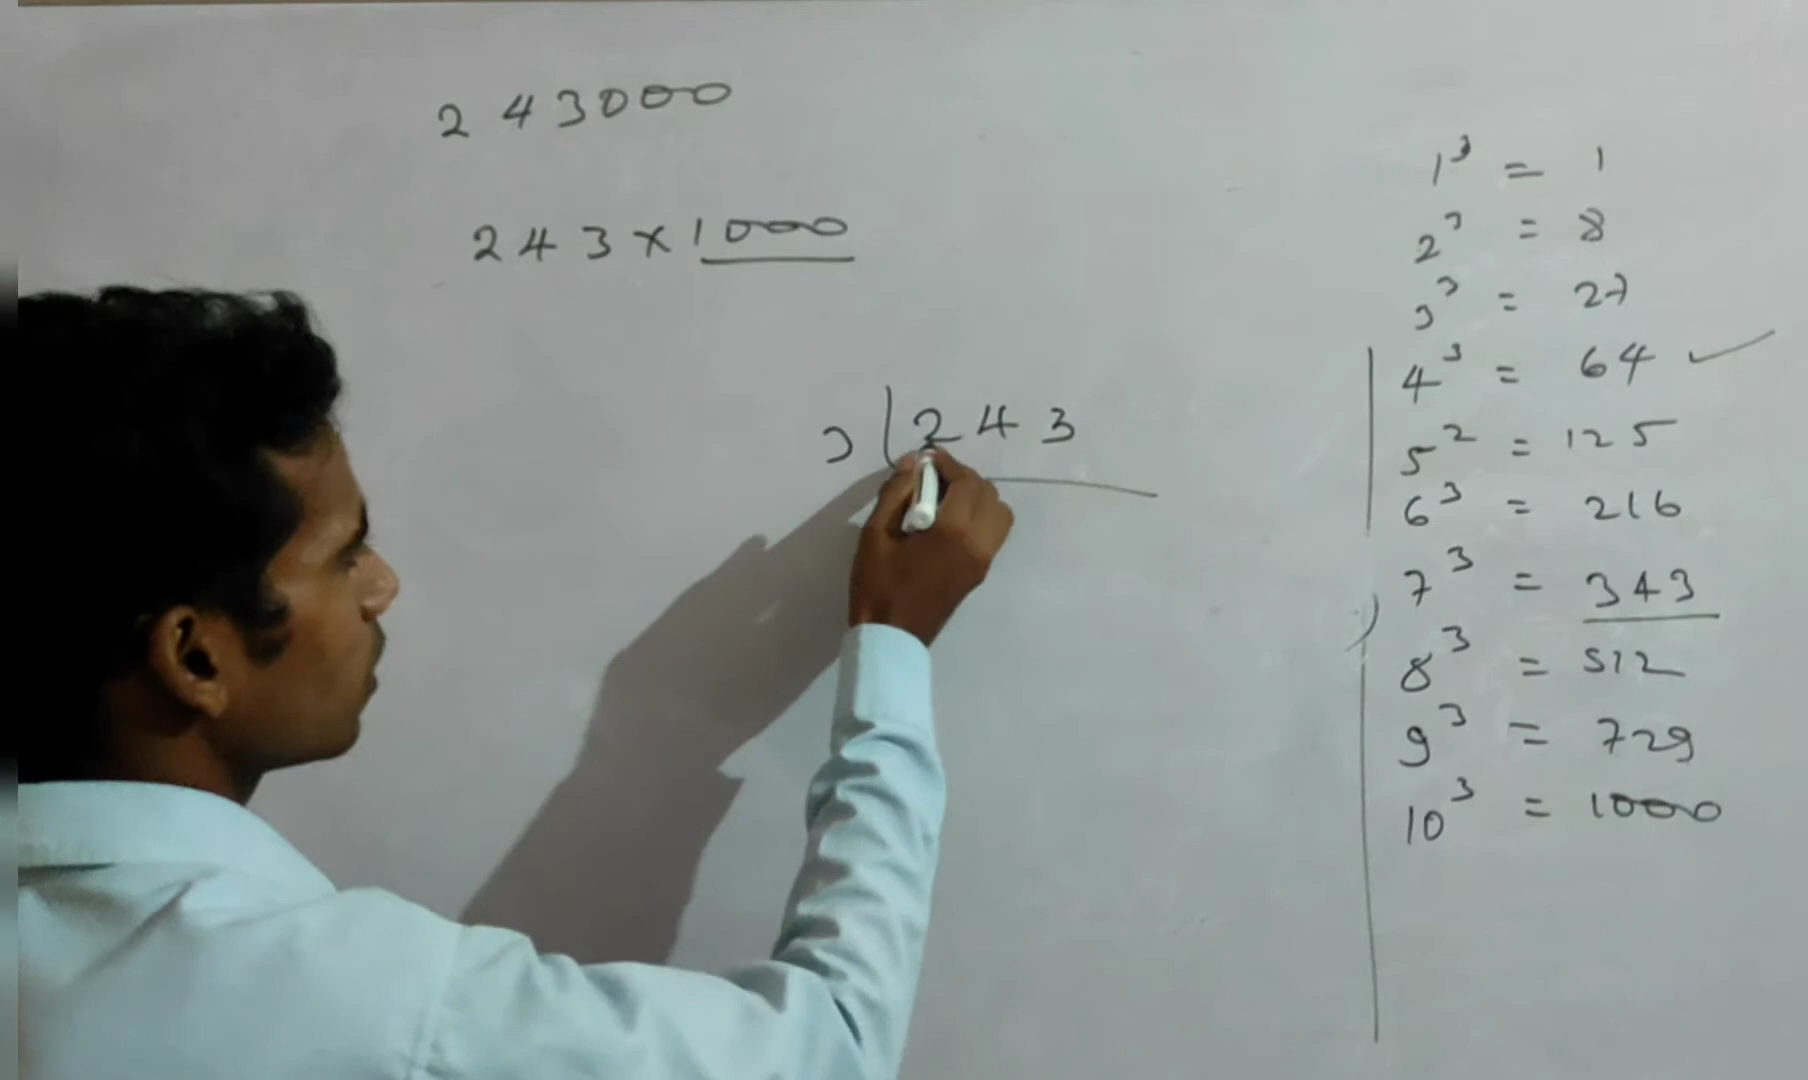 243000
243×1000
3 | 243
1³ = 1
2³ = 8
3³ = 27
4³ = 64 ✓
5² = 125
6³ = 216
7³ = 343
8³ = 512
9³ = 729
10³ = 1000